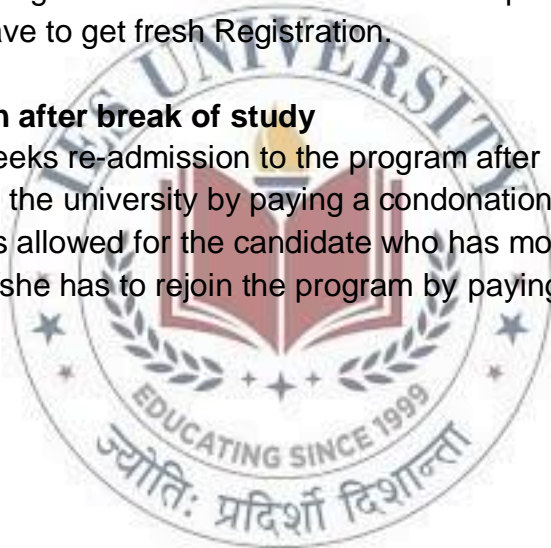 ave to get fresh Registration.
n after break of study
eeks re-admission to the program after
the university by paying a condonation
s allowed for the candidate who has mo
she has to rejoin the program by paying
IES UNIVERSITY
EDUCATING SINCE 1999
ज्योति: प्रदिर्शो दिशान्ता